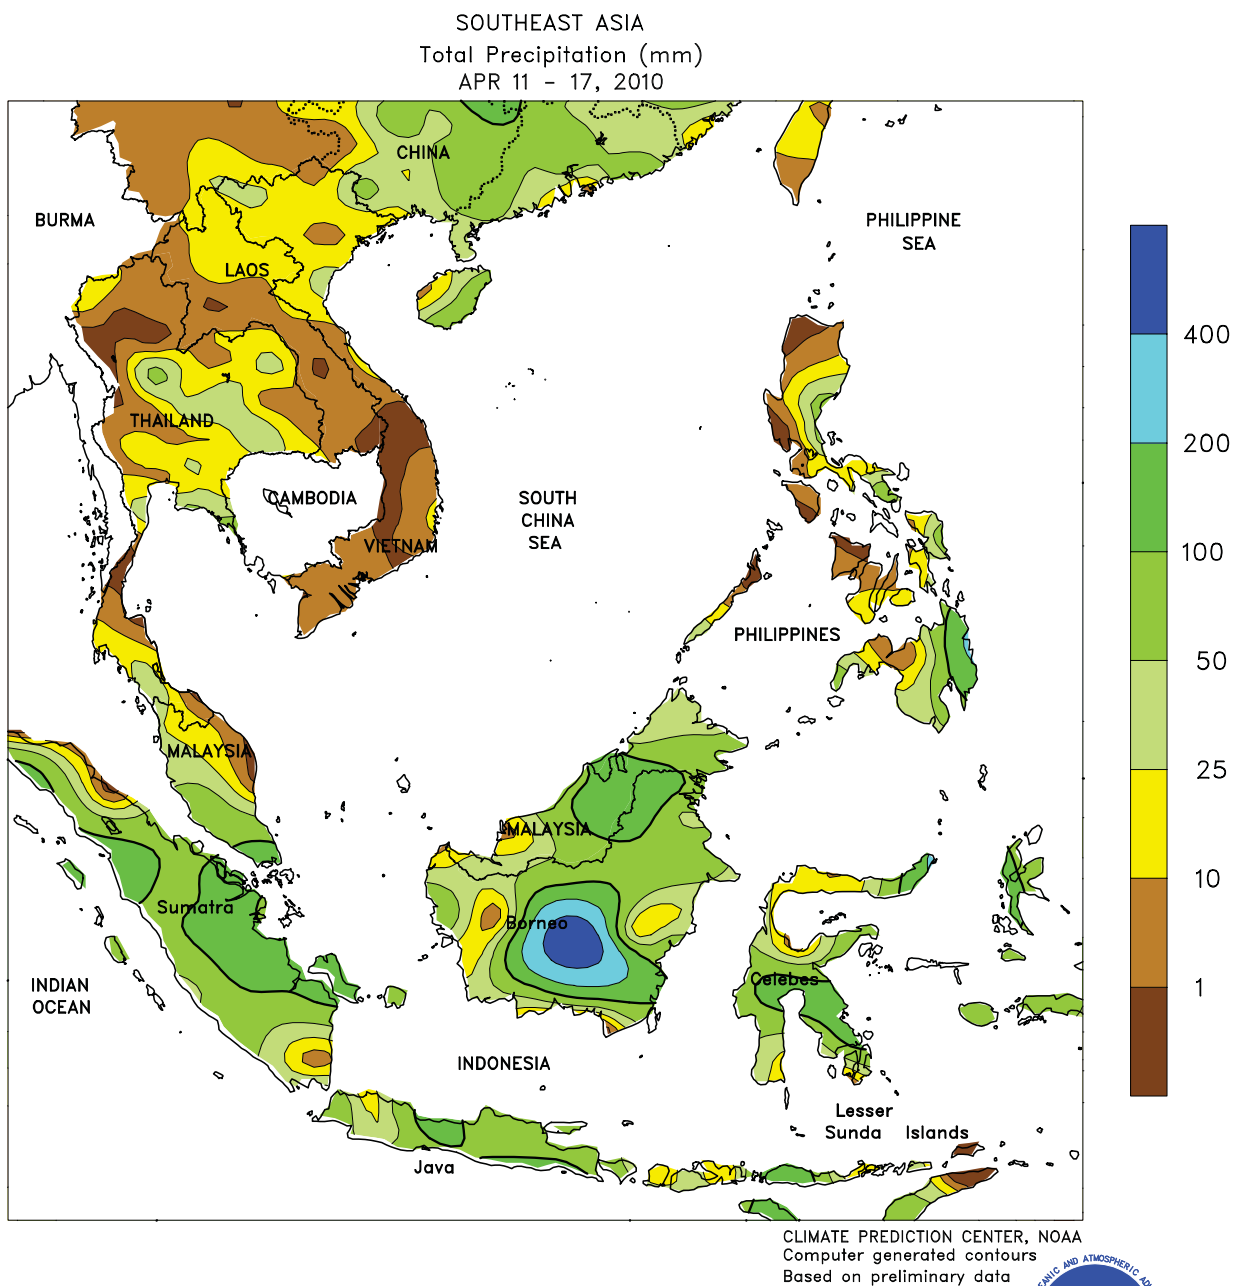 SOUTHEAST ASIA
Total Precipitation (mm)
APR 11 - 17, 2010
CHINA
BURMA
PHILIPPINE
SEA
LAOS
400
THAILAND
200
CAMBODIA
SOUTH
CHINA
SEA
VIETNAM
100
PHILIPPINES
50
MALAYSIA
25
MALAYSIA
10
Sumatra
Borneo
Celebes
INDIAN
OCEAN
1
INDONESIA
Lesser
Sunda Islands
Java
CLIMATE PREDICTION CENTER, NOAA
Computer generated contours
Based on preliminary data
AND ATMOSPHERIC